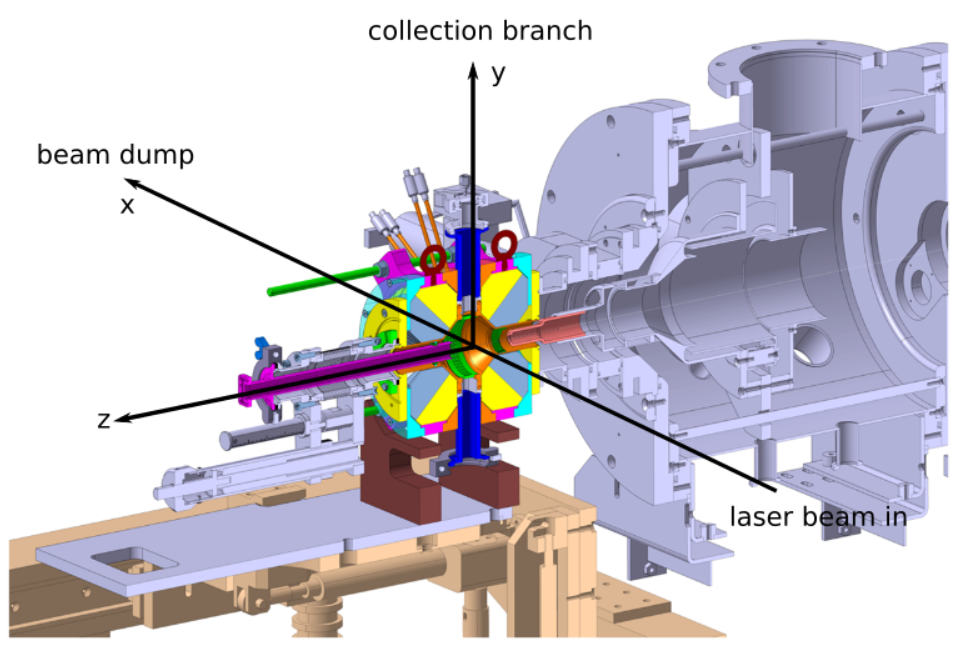 collection branch
y
beam dump
x
z
laser beam in